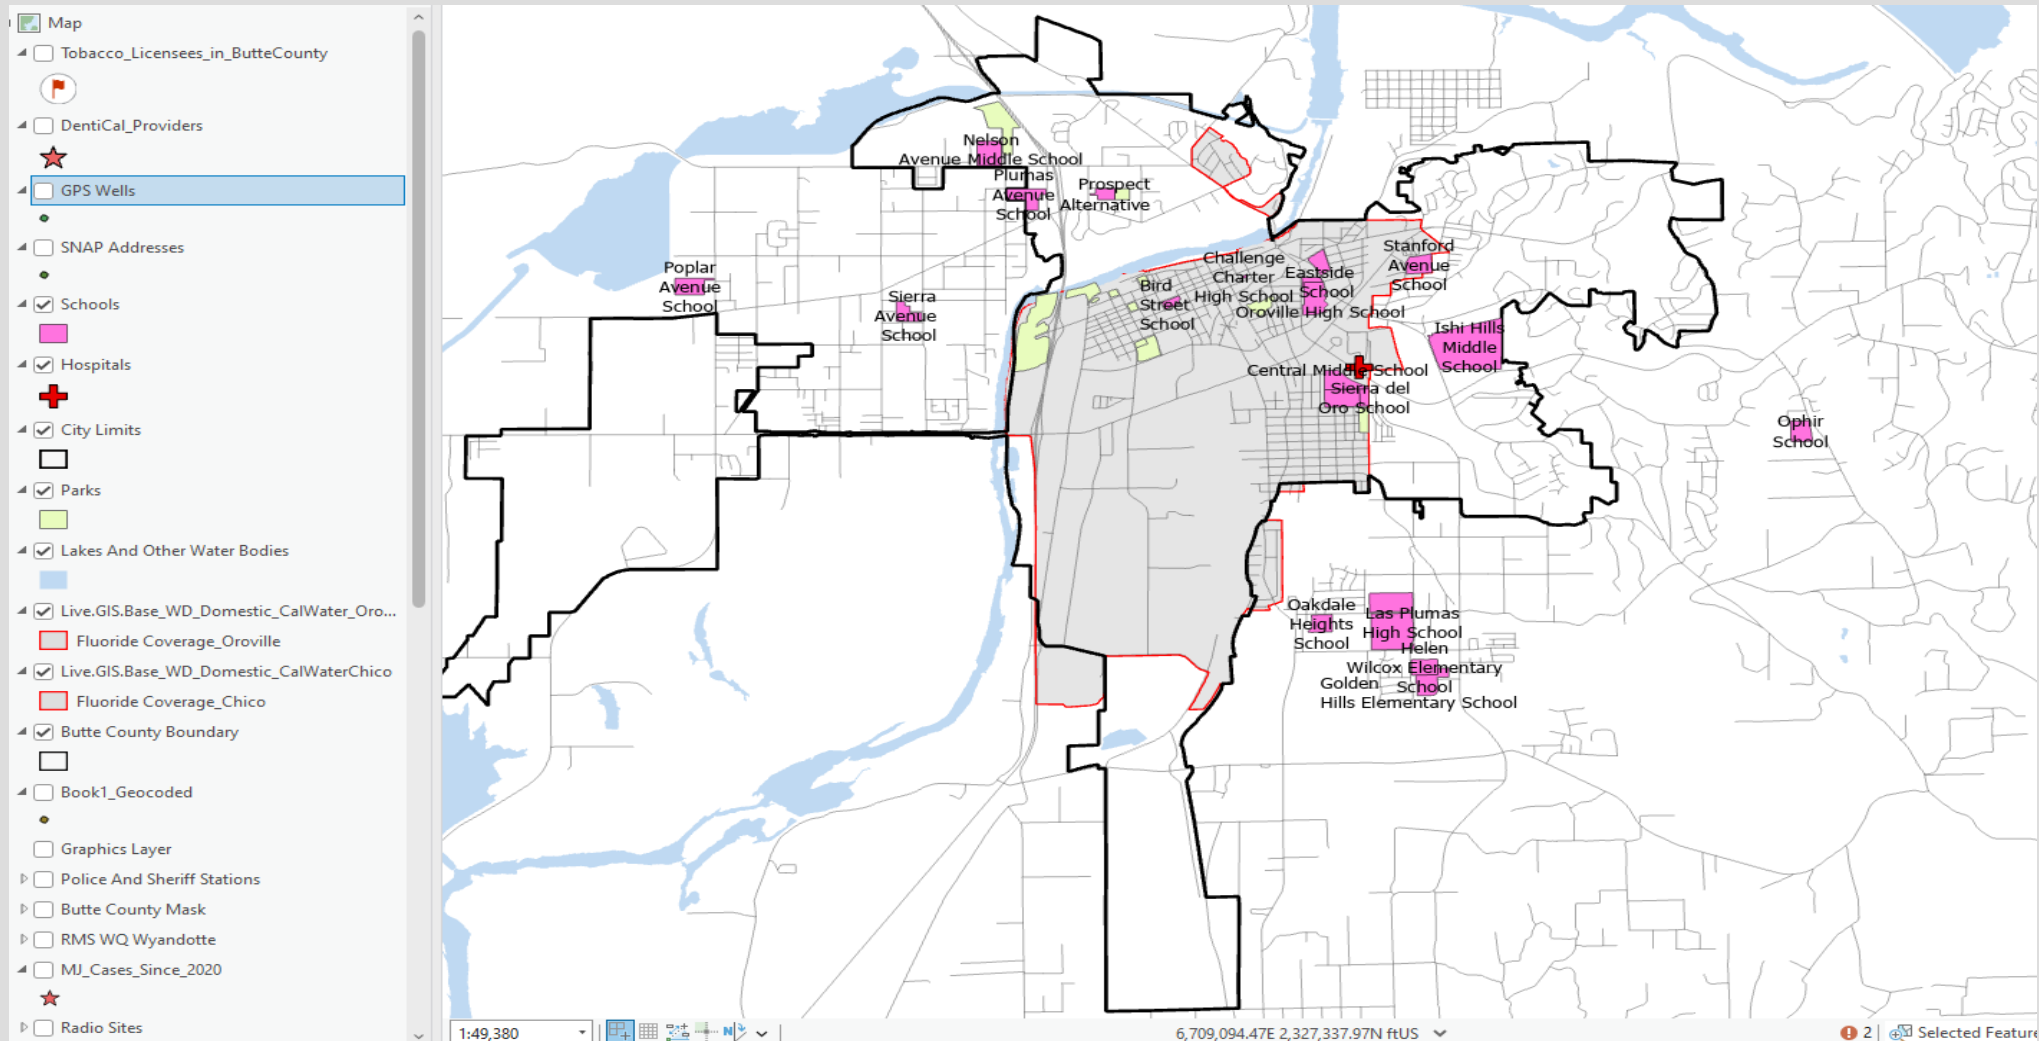 Map
Tobacco_Licensees_in_ButteCounty
DentiCal_Providers
GPS Wells
SNAP Addresses
Schools
Hospitals
City Limits
Parks
Lakes And Other Water Bodies
Live.GIS.Base_WD_Domestic_CalWater_Oro...
Fluoride Coverage_Oroville
Live.GIS.Base_WD_Domestic_CalWaterChico
Fluoride Coverage_Chico
Butte County Boundary
Book1_Geocoded
Graphics Layer
Police And Sheriff Stations
Butte County Mask
RMS WQ Wyandotte
MJ_Cases_Since_2020
Radio Sites
Nelson
Avenue Middle School
Plumas
Avenue
School
Prospect
Alternative
Poplar
Avenue
School
Sierra
Avenue
School
Bird
Street
School
Challenge
Charter
High School
Eastside
School
Oroville High School
Stanford
Avenue
School
Ishi Hills
Middle
School
Central Middle School
Sierra del
Oro School
Ophir
School
Oakdale
Heights
School
Las Plumas
High School
Helen
Wilcox Elementary
School
Golden
Hills Elementary School
1:49,380
N
6,709,094.47E 2,327,337.97N ftUS
2
Selected Feature